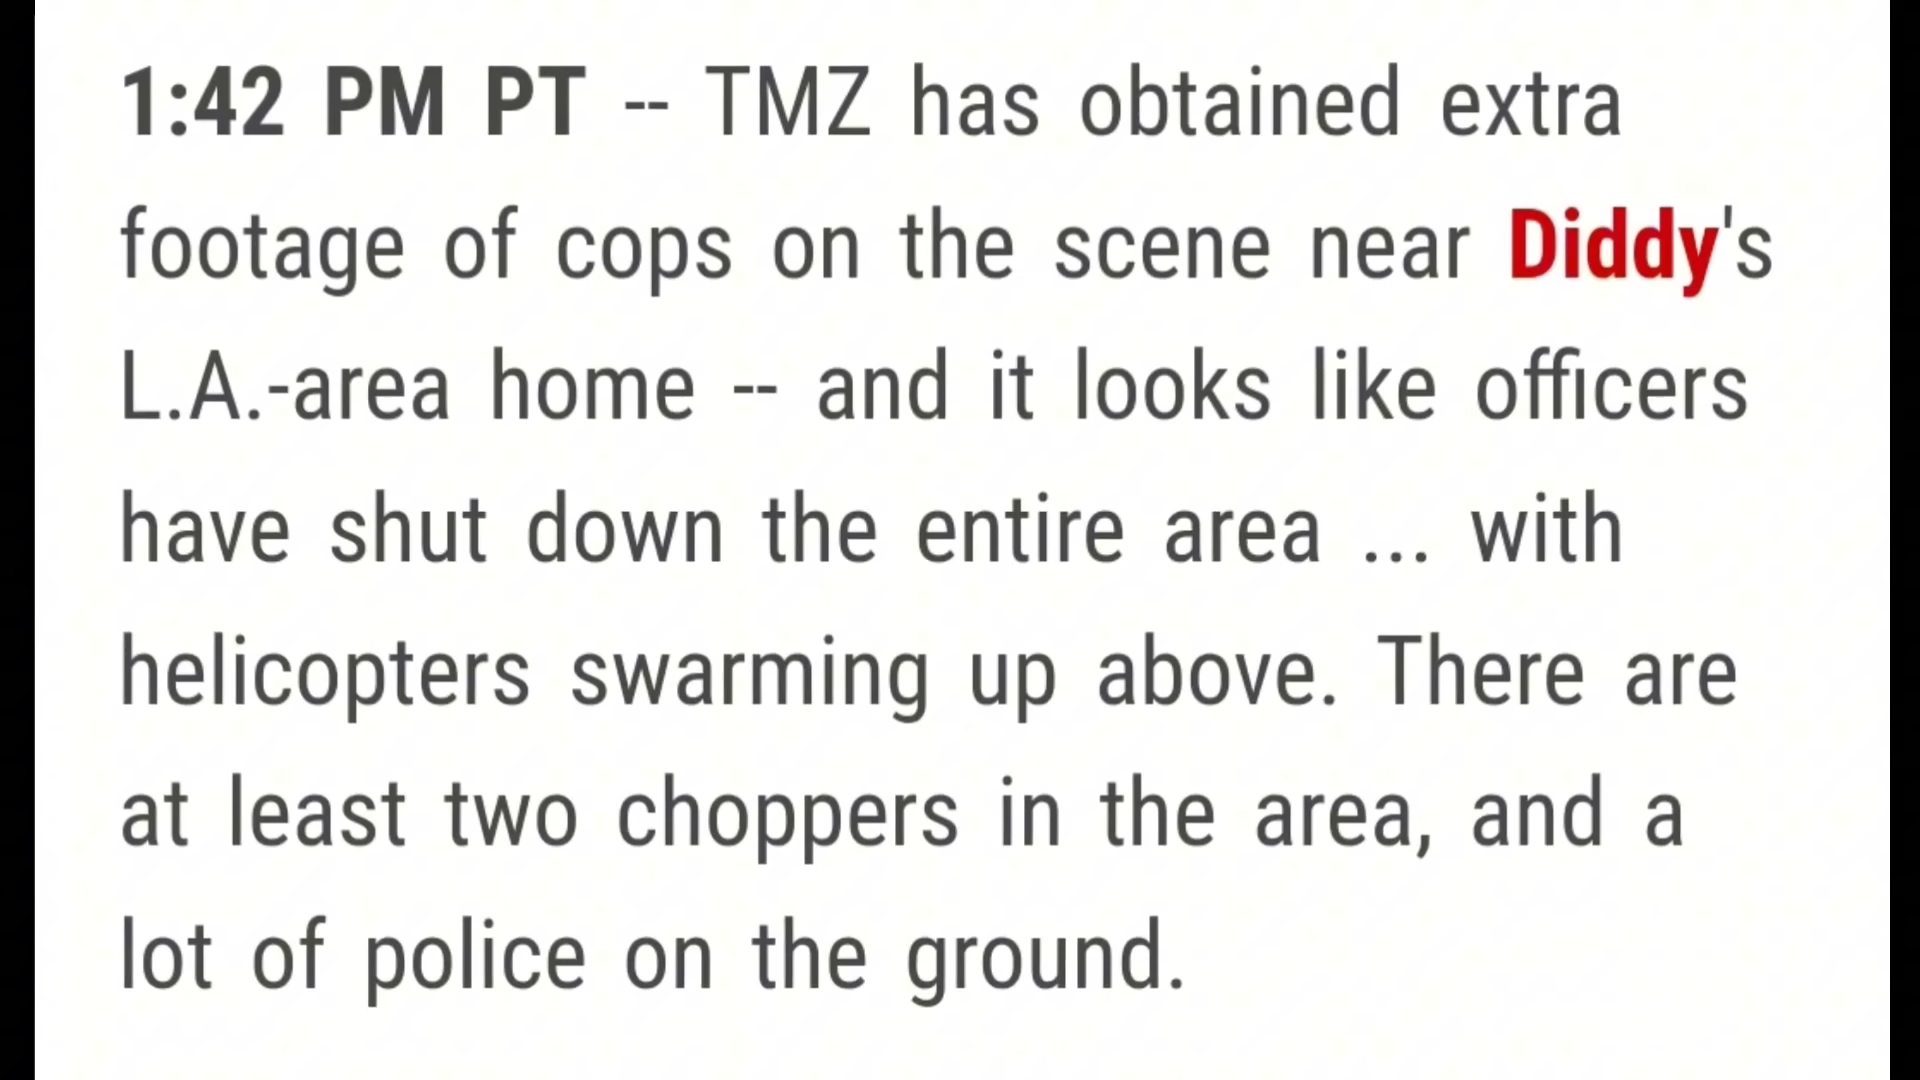 1:42 PM PT -- TMZ has obtained extra
footage of cops on the scene near Diddy's
L.A.-area home -- and it looks like officers
have shut down the entire area ... with
helicopters swarming up above. There are
at least two choppers in the area, and a
lot of police on the ground.